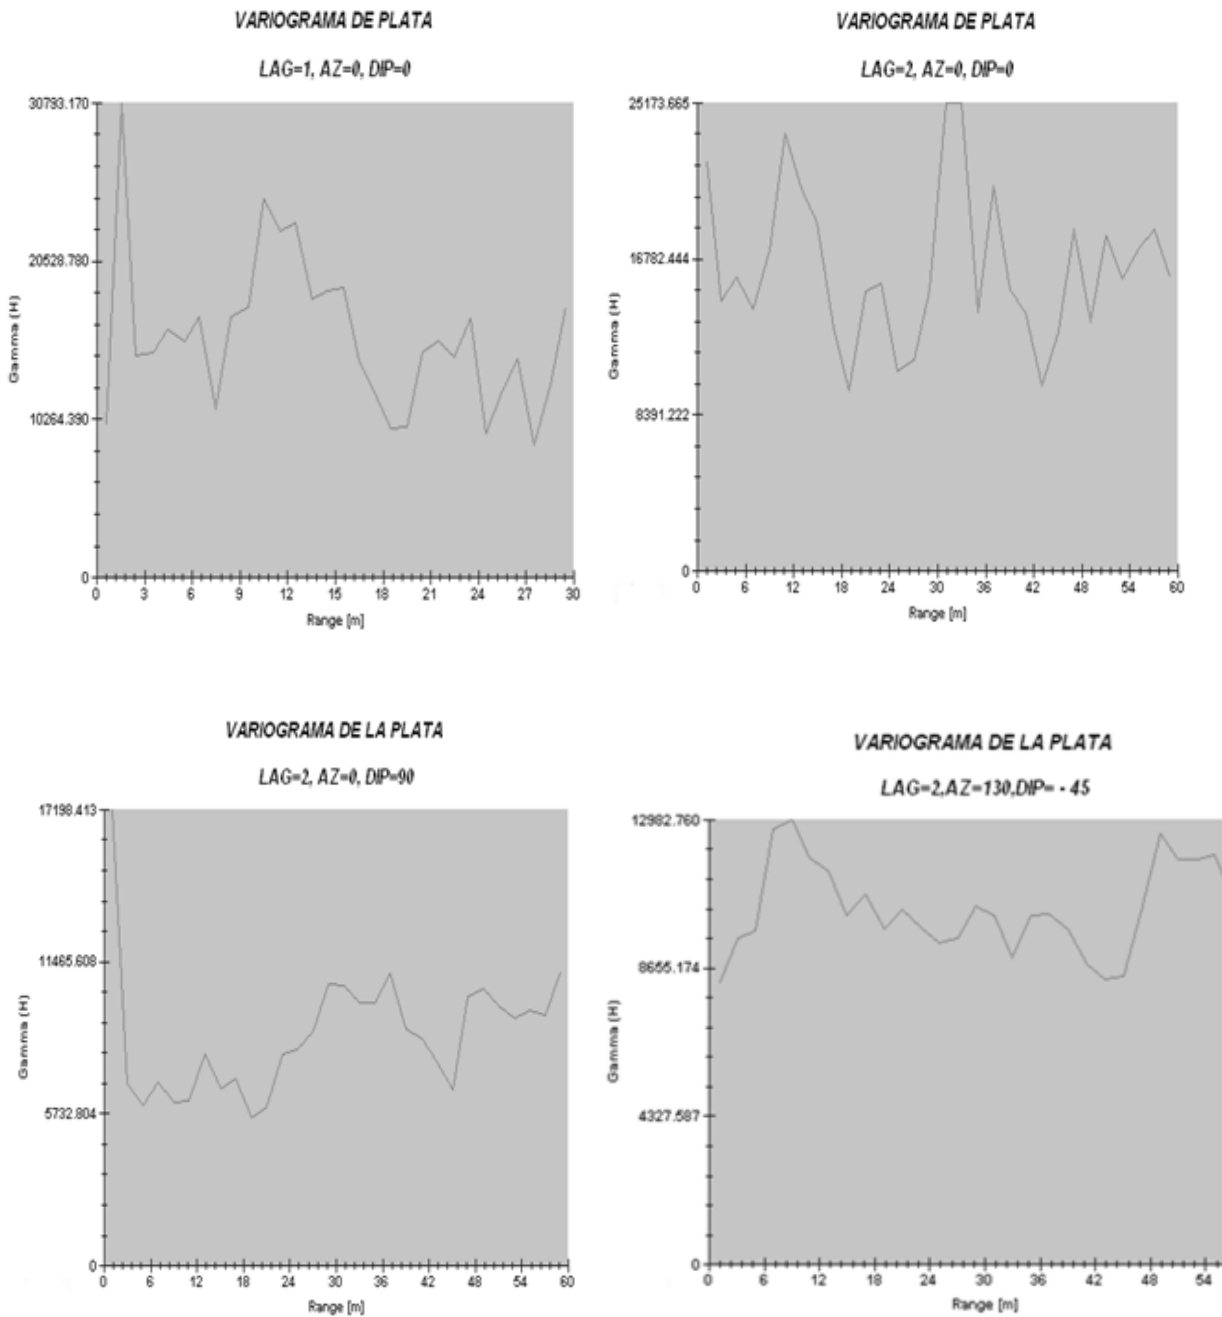 VARIOGRAMA DE PLATA
LAG=1, AZ=0, DIP=0
30793.170
20528.780
10264.390
0
Gamma (H)
0 3 6 9 12 15 18 21 24 27 30
Range [m]
VARIOGRAMA DE PLATA
LAG=2, AZ=0, DIP=0
25173.665
16782.444
8391.222
0
Gamma (H)
0 6 12 18 24 30 36 42 48 54 60
Range [m]
VARIOGRAMA DE LA PLATA
LAG=2, AZ=0, DIP=90
17198.413
11465.608
5732.804
0
Gamma (H)
0 6 12 18 24 30 36 42 48 54 60
Range [m]
VARIOGRAMA DE LA PLATA
LAG=2,AZ=130,DIP= - 45
12982.760
8655.174
4327.587
0
Gamma (H)
0 6 12 18 24 30 36 42 48 54
Range [m]